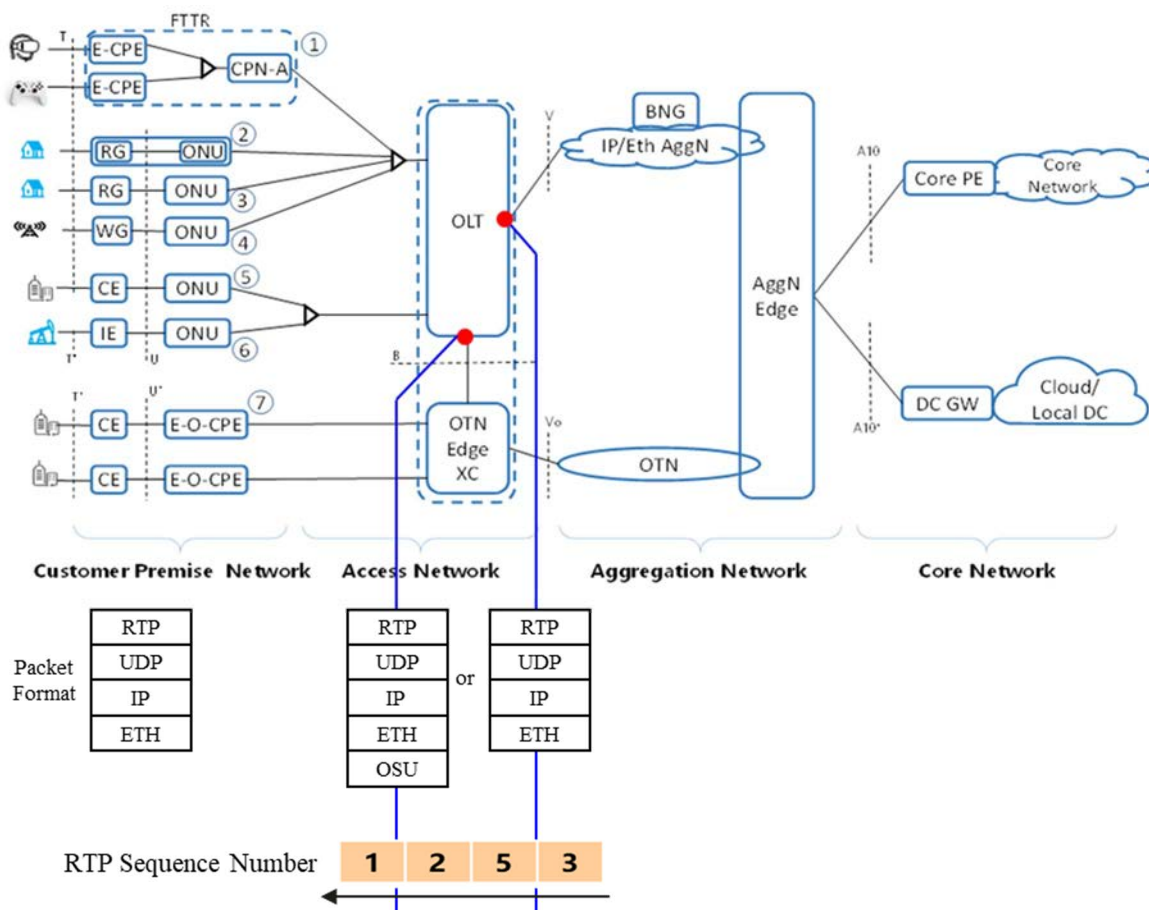 FTTR
T
E-CPE
1
CPN-A
E-CPE
V
BNG
IP/Eth AggN
2
RG
ONU
A10
Core PE
Core
Network
RG
ONU
3
OLT
WG
ONU
4
CE
ONU
5
AggN
Edge
IE
ONU
6
T'
U
B
T'
U'
7
CE
E-O-CPE
OTN
Edge
XC
Vo
OTN
DC GW
Cloud/
Local DC
A10'
CE
E-O-CPE
Customer Premise Network
Access Network
Aggregation Network
Core Network
Packet
Format
RTP
UDP
IP
ETH
RTP
UDP
IP
ETH
OSU
or
RTP
UDP
IP
ETH
RTP Sequence Number
1 2 5 3